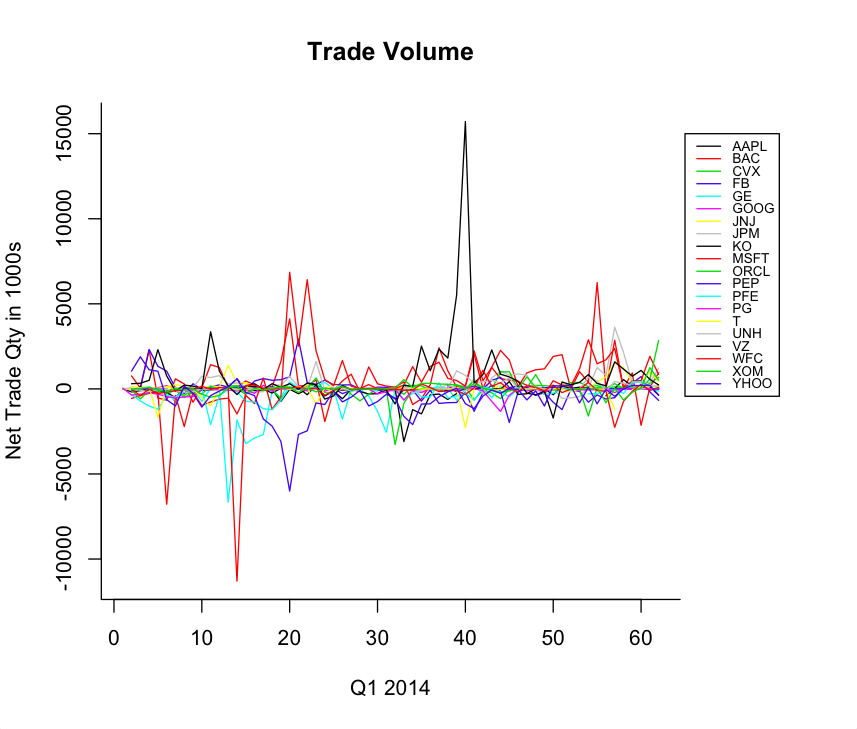 Trade Volume
Net Trade Qty in 1000s
15000
10000
5000
0
-5000
-10000
0 10 20 30 40 50 60
Q1 2014
AAPL
BAC
CVX
FB
GE
GOOG
JNJ
JPM
KO
MSFT
ORCL
PEP
PFE
PG
T
UNH
VZ
WFC
XOM
YHOO